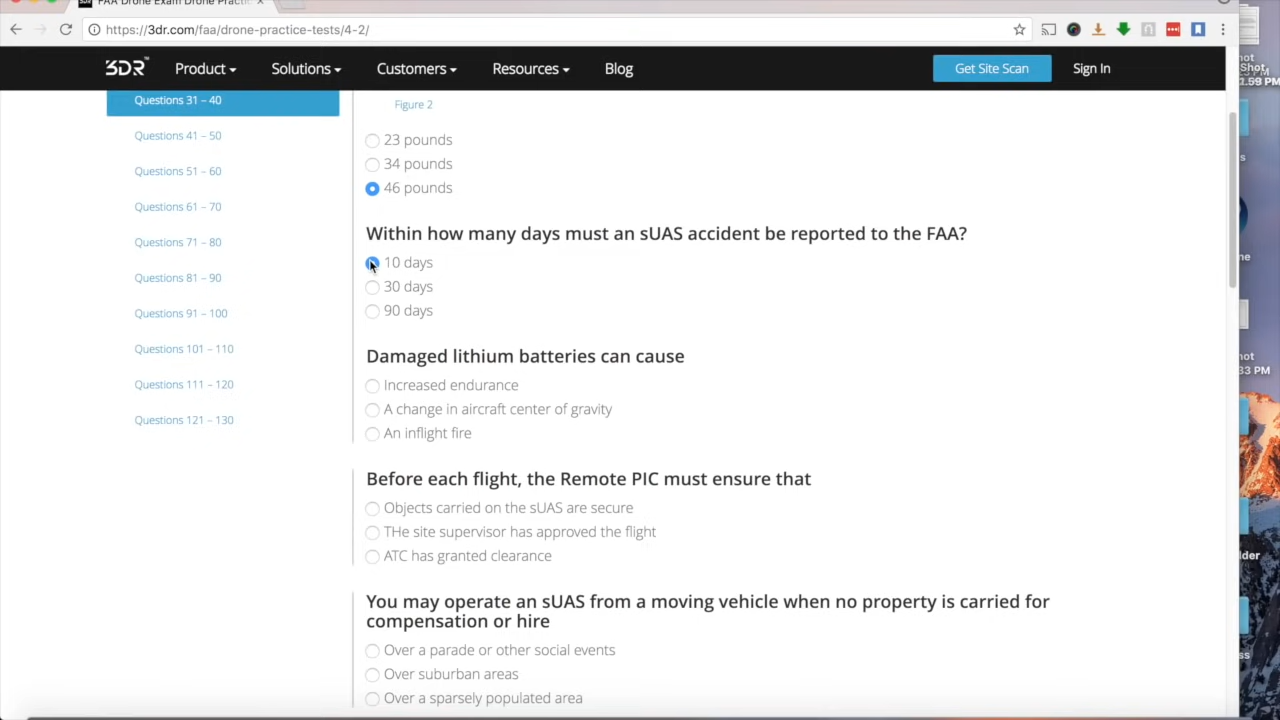 FAA Drone Exam Drone Practic
https://3dr.com/faa/drone-practice-tests/4-2/
3DR
Product
Solutions
Customers
Resources
Blog
Get Site Scan
Sign In
Questions 31 – 40
Questions 41 – 50
Questions 51 – 60
Questions 61 – 70
Questions 71 – 80
Questions 81 – 90
Questions 91 – 100
Questions 101 – 110
Questions 111 – 120
Questions 121 – 130
Figure 2
23 pounds
34 pounds
46 pounds
Within how many days must an sUAS accident be reported to the FAA?
10 days
30 days
90 days
Damaged lithium batteries can cause
Increased endurance
A change in aircraft center of gravity
An inflight fire
Before each flight, the Remote PIC must ensure that
Objects carried on the sUAS are secure
THe site supervisor has approved the flight
ATC has granted clearance
You may operate an sUAS from a moving vehicle when no property is carried for
compensation or hire
Over a parade or other social events
Over suburban areas
Over a sparsely populated area
Shot
1.59 PM
33 PM